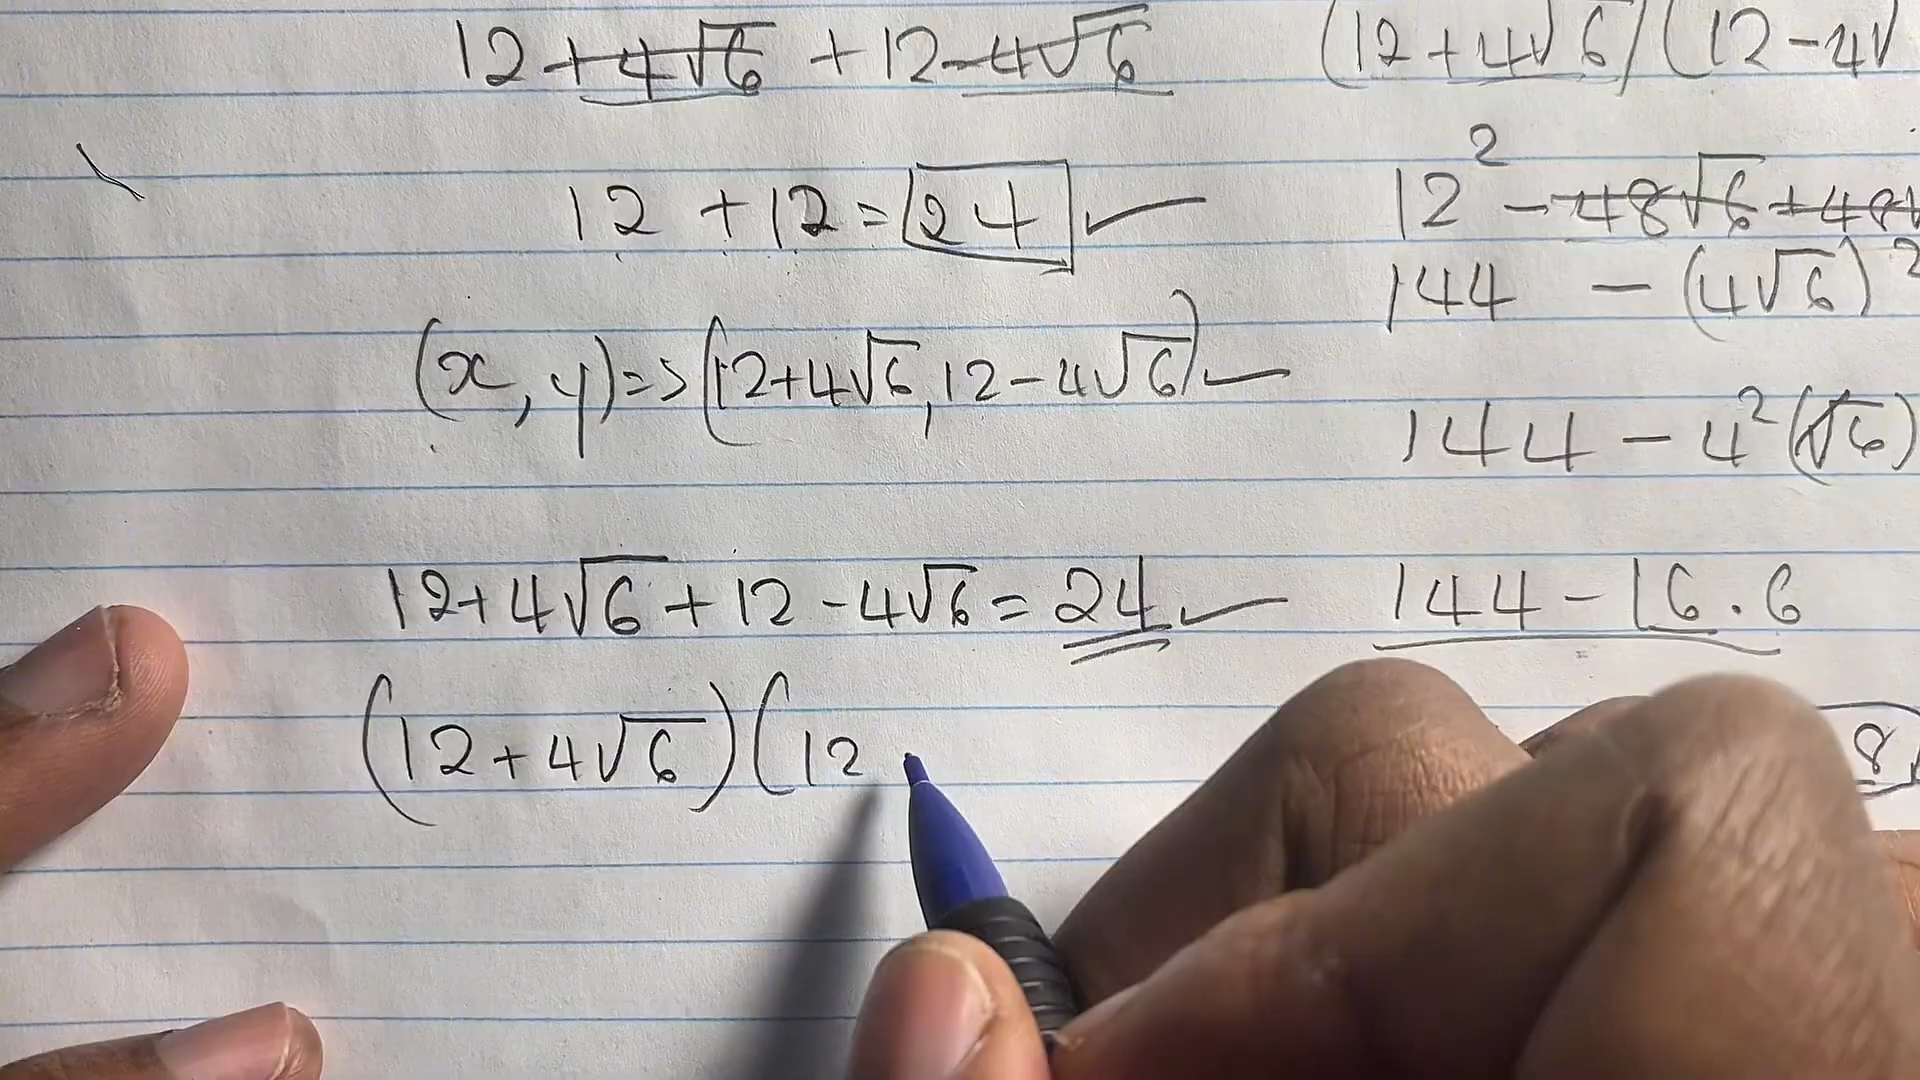 12 + 4√6 + 12 - 4√6
(12 + 4√6)(12 - 4√
12 + 12 = 24
12² - 48√6 + 48√
144 - (4√6)²
(x, y) => (12+4√6, 12-4√6)
144 - 4²(√6)
12+4√6 + 12 - 4√6 = 24
144 - 16.6
(12+4√6)(12
8